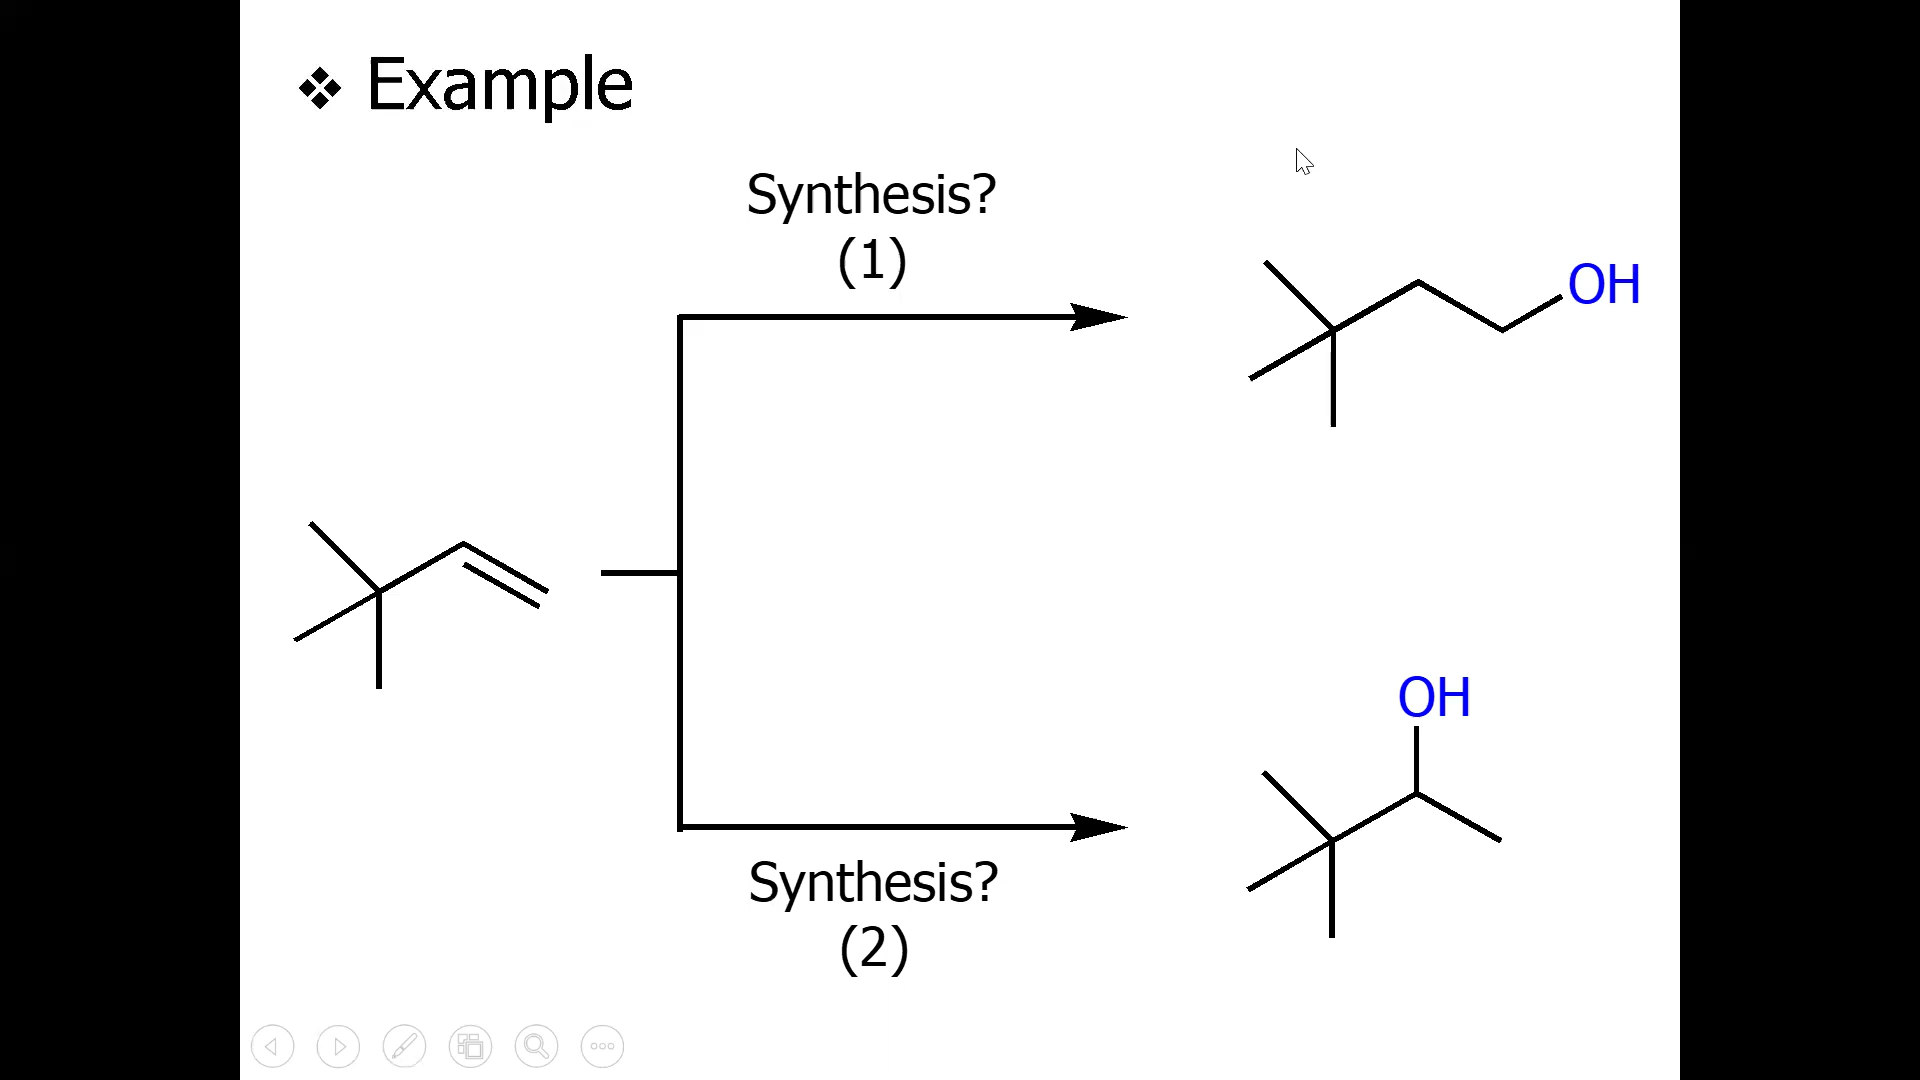 ❖ Example
Synthesis?
(1)
OH
OH
Synthesis?
(2)